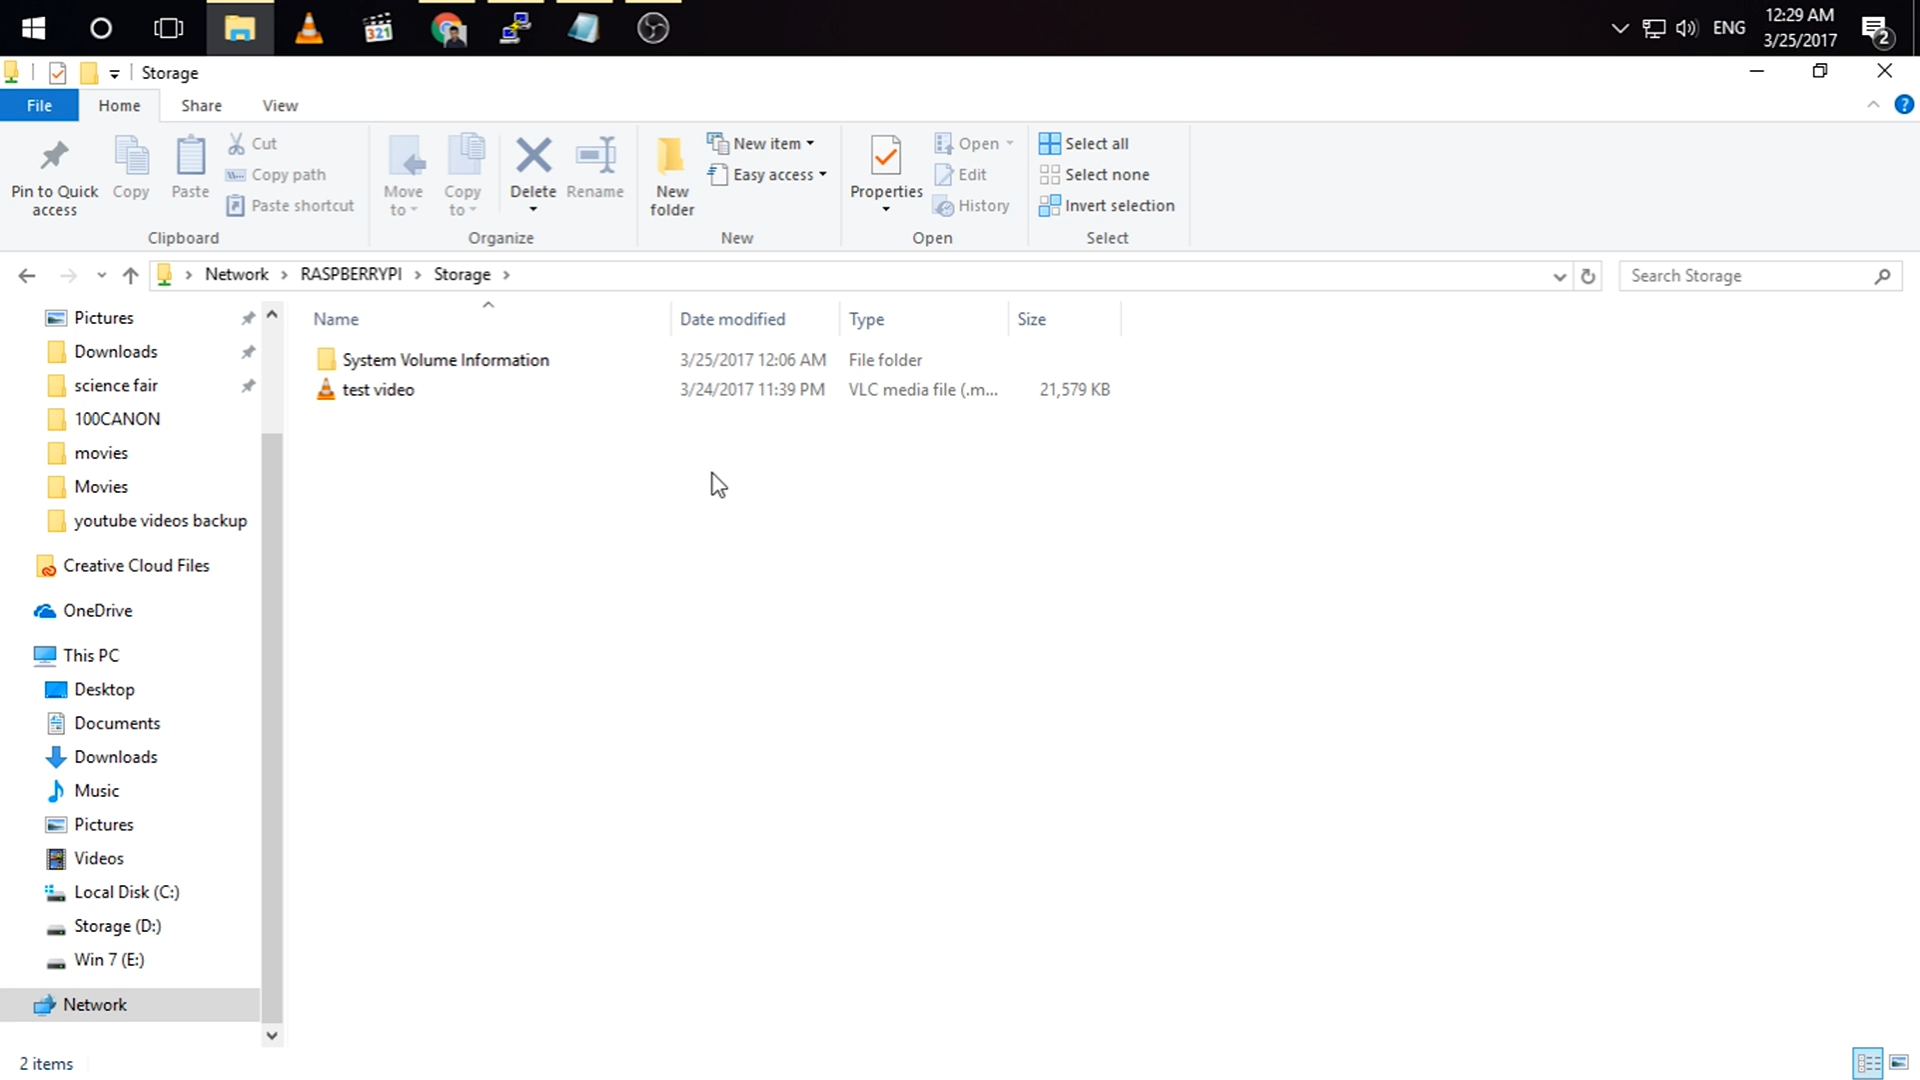 321
ENG
12:29 AM
3/25/2017
2
Storage
File
Home
Share
View
?
Pin to Quick
access
Copy
Paste
Cut
Copy path
Paste shortcut
Clipboard
Move
to
Copy
to
Delete
Rename
Organize
New
folder
New item
Easy access
New
Properties
Open
Edit
History
Open
Select all
Select none
Invert selection
Select
Network
RASPBERRYPI
Storage
Search Storage
Pictures
Downloads
science fair
100CANON
movies
Movies
youtube videos backup
Creative Cloud Files
OneDrive
This PC
Desktop
Documents
Downloads
Music
Pictures
Videos
Local Disk (C:)
Storage (D:)
Win 7 (E:)
Network
Name
Date modified
Type
Size
System Volume Information
3/25/2017 12:06 AM
File folder
test video
3/24/2017 11:39 PM
VLC media file (.m...
21,579 KB
2 items